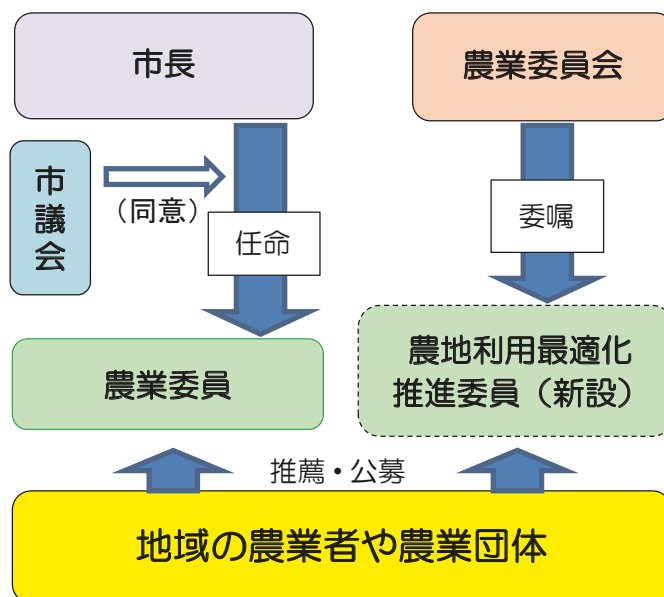 市長
農業委員会
市議会
（同意）
任命
委嘱
農業委員
農地利用最適化
推進委員（新設）
推薦・公募
地域の農業者や農業団体